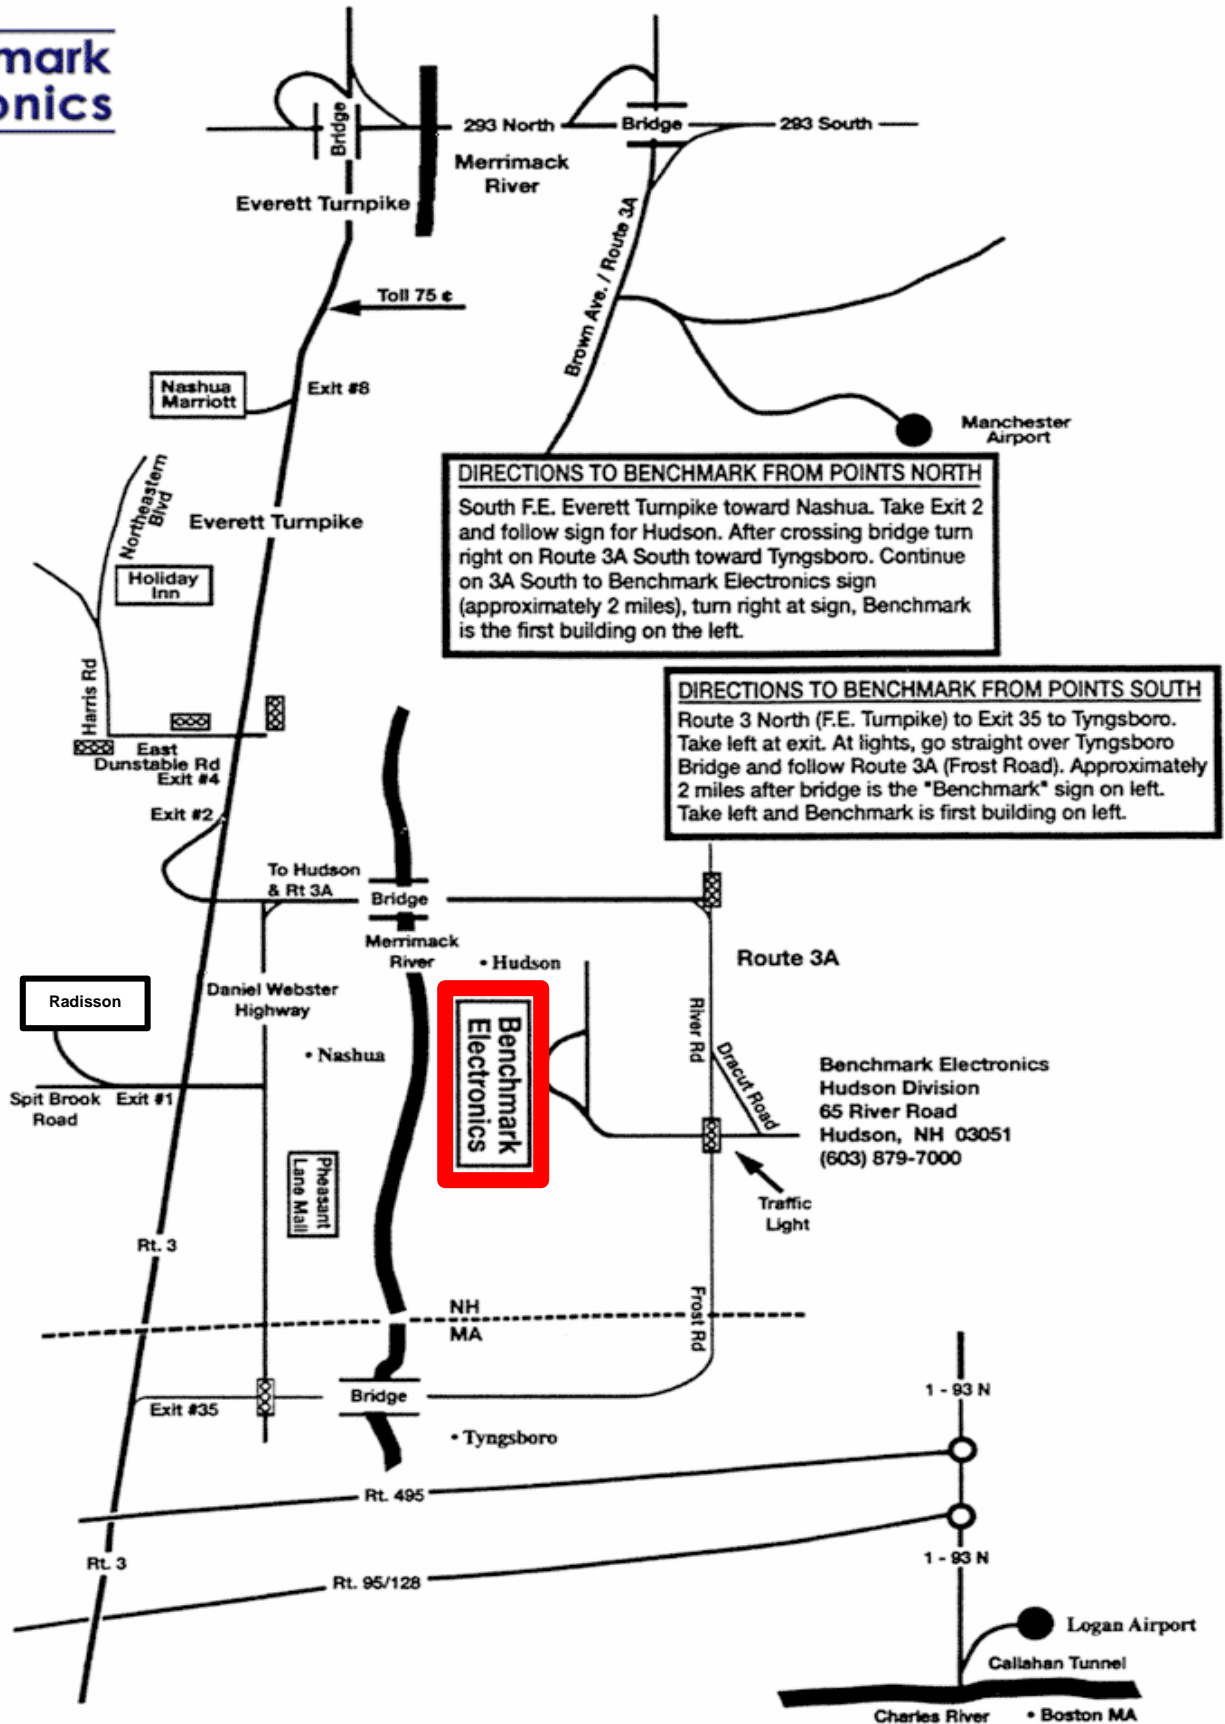 mark
onics
Bridge
293 North
Bridge
293 South
Merrimack
River
Everett Turnpike
Brown Ave. / Route 3A
Toll 75 ¢
Nashua
Marriott
Exit #8
Manchester
Airport
Northeastern
Blvd
Everett Turnpike
Holiday
Inn
DIRECTIONS TO BENCHMARK FROM POINTS NORTH
South F.E. Everett Turnpike toward Nashua. Take Exit 2
and follow sign for Hudson. After crossing bridge turn
right on Route 3A South toward Tyngsboro. Continue
on 3A South to Benchmark Electronics sign
(approximately 2 miles), turn right at sign, Benchmark
is the first building on the left.
Harris Rd
East
Dunstable Rd
Exit #4
DIRECTIONS TO BENCHMARK FROM POINTS SOUTH
Route 3 North (F.E. Turnpike) to Exit 35 to Tyngsboro.
Take left at exit. At lights, go straight over Tyngsboro
Bridge and follow Route 3A (Frost Road). Approximately
2 miles after bridge is the "Benchmark" sign on left.
Take left and Benchmark is first building on left.
Exit #2
To Hudson
& Rt 3A
Bridge
Merrimack
River
• Hudson
Route 3A
Radisson
Daniel Webster
Highway
Benchmark
Electronics
River Rd
Dracut Road
• Nashua
Spit Brook
Road
Exit #1
Benchmark Electronics
Hudson Division
65 River Road
Hudson, NH 03051
(603) 879-7000
Pheasant
Lane Mall
Traffic
Light
Rt. 3
NH
MA
Frost Rd
Exit #35
Bridge
1 - 93 N
• Tyngsboro
Rt. 495
Rt. 3
1 - 93 N
Rt. 95/128
Logan Airport
Callahan Tunnel
Charles River
• Boston MA